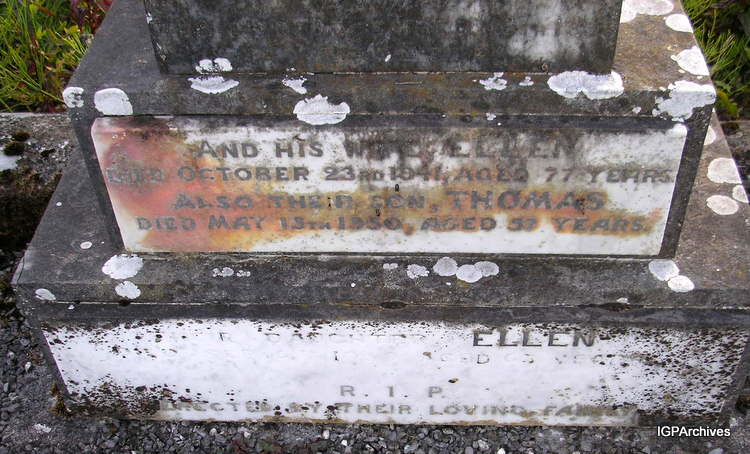 AND HIS WIFE ELLEN
DIED OCTOBER 23RD 1941, AGED 77 YEARS.
ALSO THEIR SON, THOMAS
DIED MAY 13TH 1950, AGED 57 YEARS.
DAUGHTER ELLEN
R. I. P.
ERECTED BY THEIR LOVING FAMILY
IGPArchives